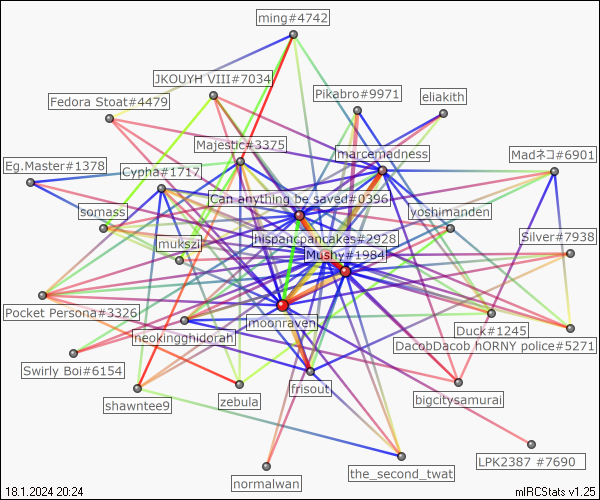 ming#4742
JKOUYH VIII#7034
Pikabro#9971
eliakith
Fedora Stoat#4479
Majestic#3375
marcemadness
Madネコ#6901
Eg.Master#1378
Cypha#1717
Can anything be saved#0396
somass
yoshimanden
mukszi
hispancpancakes#2928
Silver#7938
Mushy#1984
Pocket Persona#3326
moonraven
Duck#1245
neokingghidorah
DacobDacob hORNY police#5271
Swirly Boi#6154
frisout
shawntee9
zebula
bigcitysamurai
normalwan
the_second_twat
LPK2387 #7690
18.1.2024 20:24
mIRCStats v1.25